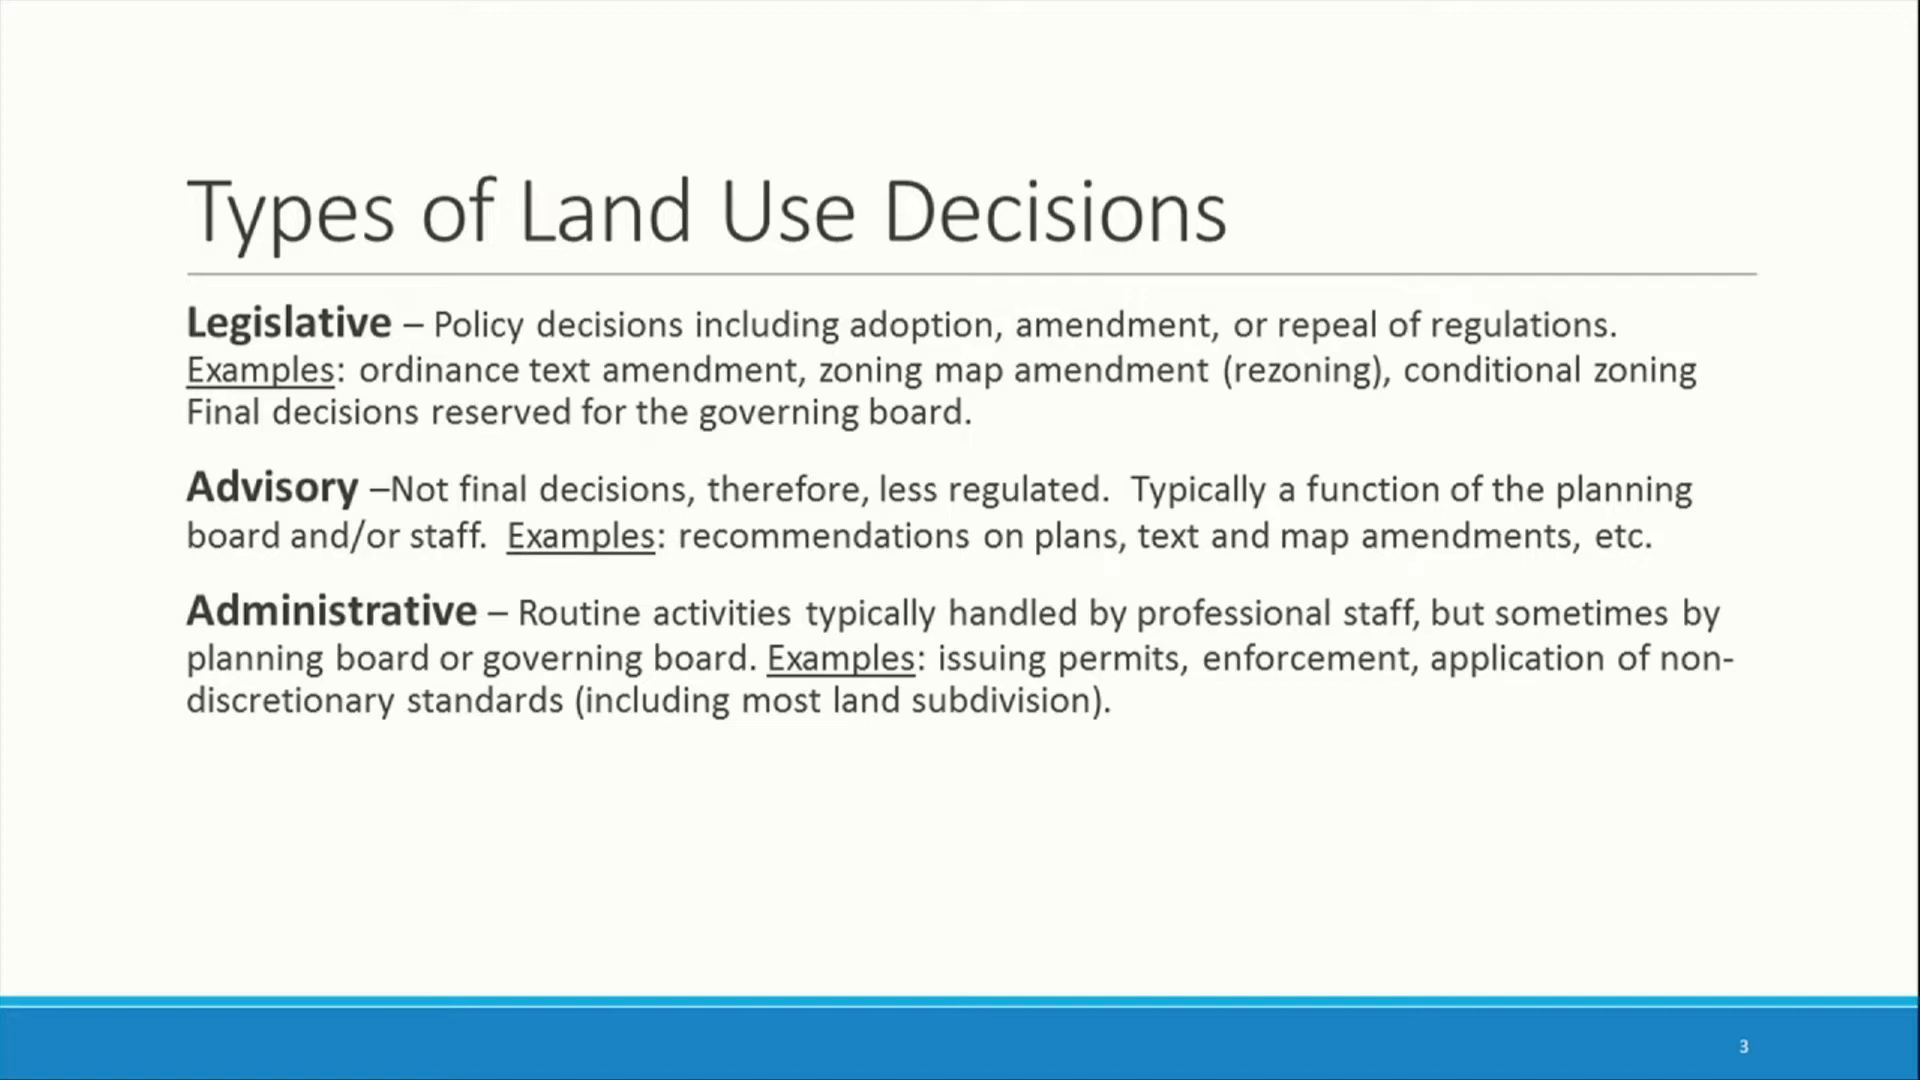 Types of Land Use Decisions
Legislative – Policy decisions including adoption, amendment, or repeal of regulations.
Examples: ordinance text amendment, zoning map amendment (rezoning), conditional zoning
Final decisions reserved for the governing board.
Advisory –Not final decisions, therefore, less regulated. Typically a function of the planning
board and/or staff. Examples: recommendations on plans, text and map amendments, etc.
Administrative – Routine activities typically handled by professional staff, but sometimes by
planning board or governing board. Examples: issuing permits, enforcement, application of non-
discretionary standards (including most land subdivision).
3